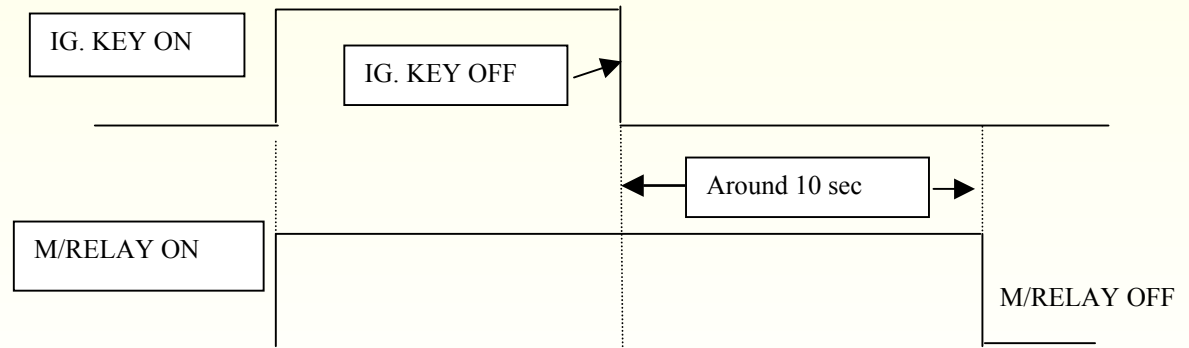 IG. KEY ON
IG. KEY OFF
Around 10 sec
M/RELAY ON
M/RELAY OFF